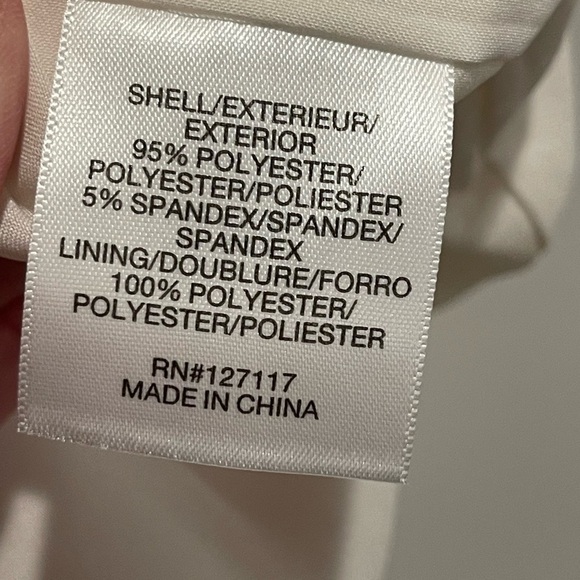 SHELL/EXTERIEUR/
EXTERIOR
95% POLYESTER/
POLYESTER/POLIESTER
5% SPANDEX/SPANDEX/
SPANDEX
LINING/DOUBLURE/FORRO
100% POLYESTER/
POLYESTER/POLIESTER
RN#127117
MADE IN CHINA